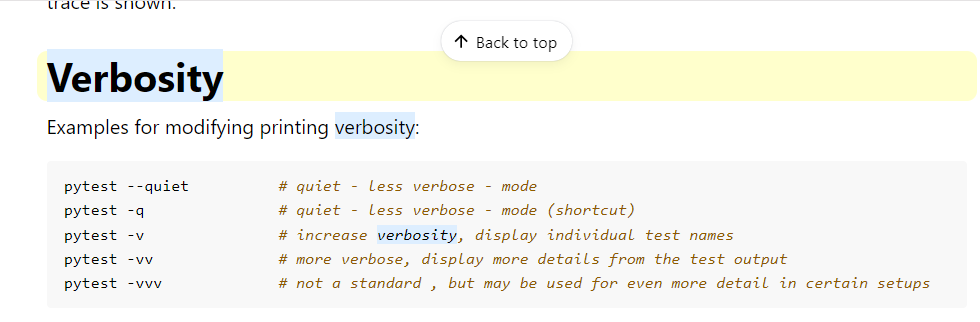 trace is shown.
↑ Back to top
Verbosity
Examples for modifying printing verbosity:
pytest --quiet          # quiet - less verbose - mode
pytest -q               # quiet - less verbose - mode (shortcut)
pytest -v               # increase verbosity, display individual test names
pytest -vv              # more verbose, display more details from the test output
pytest -vvv             # not a standard , but may be used for even more detail in certain setups